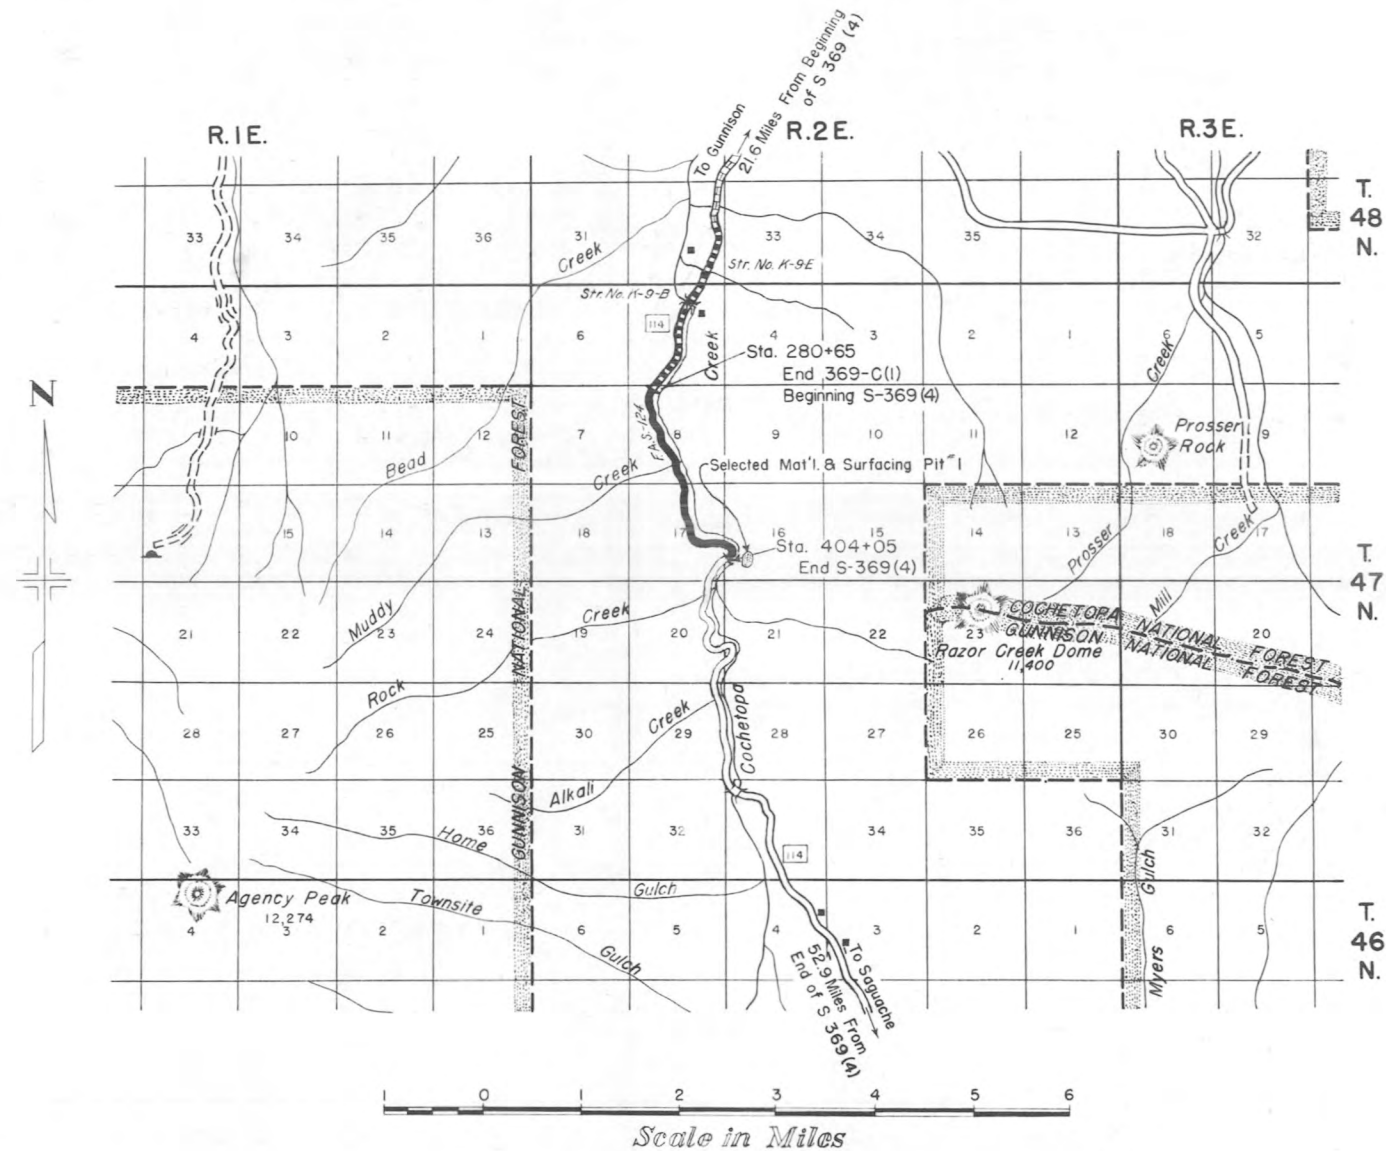 To Gunnison
21.6 Miles From Beginning
of S 369 (4)
R.1E.
R.2E.
R.3E.
T.
48
N.
33 34 35 36 31 33 34 35 32
Creek
Str. No. K-9E
Str. No. K-9-B
114
4 3 2 1 6 4 3 2 1 6 5
Creek
Creek
Sta. 280+65
End 369-C(1)
Beginning S-369(4)
N
10 11 12 7 8 9 10 11 12 9
Bead
FOREST
F.A.S.-124
Creek
Prosser
Rock
Selected Mat'l. & Surfacing Pit #1
15 14 13 18 17 16 15 14 13 18 17
Prosser
Creek
Sta. 404+05
End S-369(4)
T.
47
N.
Muddy
NATIONAL
Creek
Mill
21 22 23 24 19 20 21 22 23 20
COCHETOPA NATIONAL FOREST
GUNNISON NATIONAL FOREST
Razor Creek Dome
11,400
Rock
Creek
Cochetopa
28 27 26 25 30 29 28 27 26 25 30 29
Alkali
GUNNISON
33 34 35 36 31 32 34 35 36 31 32
Home
114
Gulch
Gulch
Agency Peak
12,274
Townsite
4 3 2 1 6 5 4 3 2 1 6 5
Gulch
Myers
T.
46
N.
To Saguache
52.9 Miles From
End of S 369 (4)
1 0 1 2 3 4 5 6
Scale in Miles